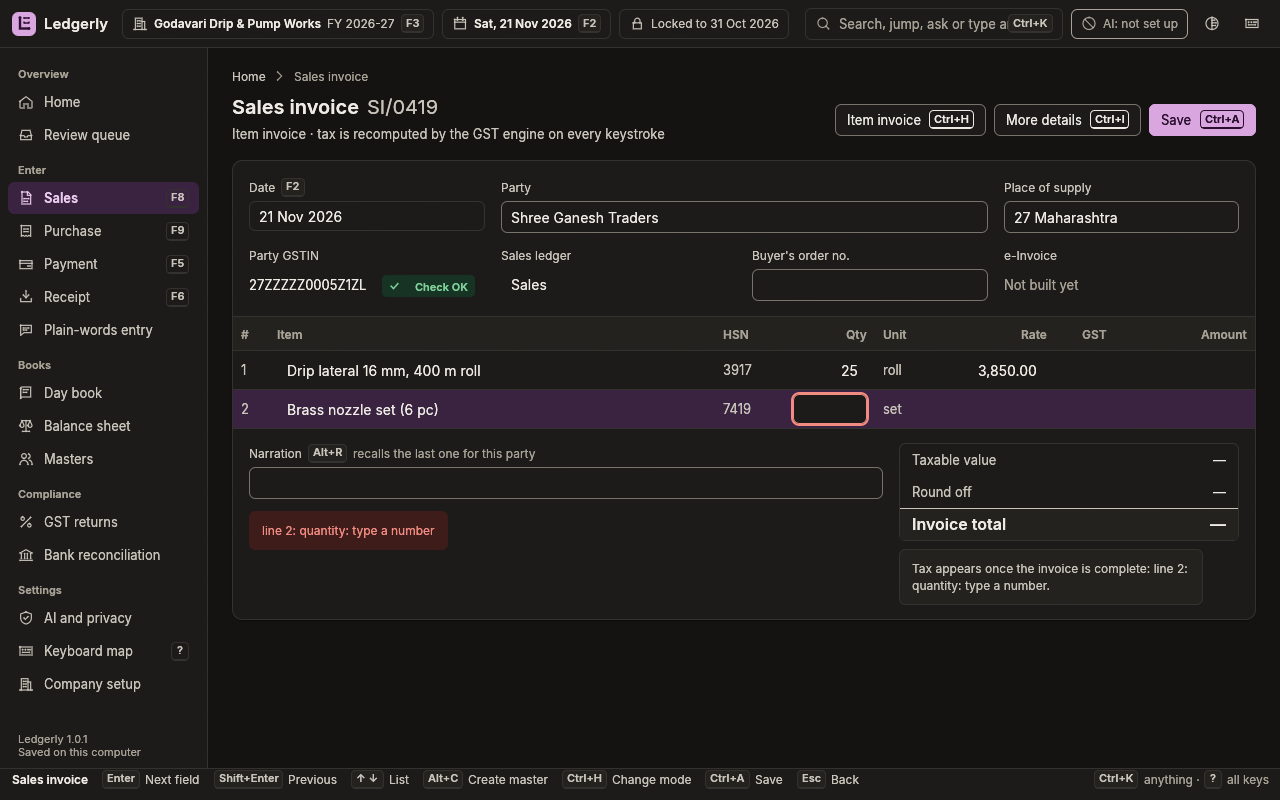 Ledgerly
Godavari Drip & Pump Works FY 2026-27 F3
Sat, 21 Nov 2026 F2
Locked to 31 Oct 2026
Search, jump, ask or type a Ctrl+K
AI: not set up
Overview
Home
Review queue
Enter
Sales F8
Purchase F9
Payment F5
Receipt F6
Plain-words entry
Books
Day book
Balance sheet
Masters
Compliance
GST returns
Bank reconciliation
Settings
AI and privacy
Keyboard map ?
Company setup
Ledgerly 1.0.1
Saved on this computer
Home > Sales invoice
Sales invoice SI/0419
Item invoice · tax is recomputed by the GST engine on every keystroke
Item invoice Ctrl+H
More details Ctrl+I
Save Ctrl+A
Date F2
Party
Place of supply
21 Nov 2026
Shree Ganesh Traders
27 Maharashtra
Party GSTIN
Sales ledger
Buyer's order no.
e-Invoice
27ZZZZZ0005Z1ZL
Check OK
Sales
Not built yet
# Item HSN Qty Unit Rate GST Amount
1 Drip lateral 16 mm, 400 m roll 3917 25 roll 3,850.00
2 Brass nozzle set (6 pc) 7419 set
Narration Alt+R recalls the last one for this party
line 2: quantity: type a number
Taxable value —
Round off —
Invoice total —
Tax appears once the invoice is complete: line 2:
quantity: type a number.
Sales invoice Enter Next field Shift+Enter Previous ↑ ↓ List Alt+C Create master Ctrl+H Change mode Ctrl+A Save Esc Back
Ctrl+K anything · ? all keys